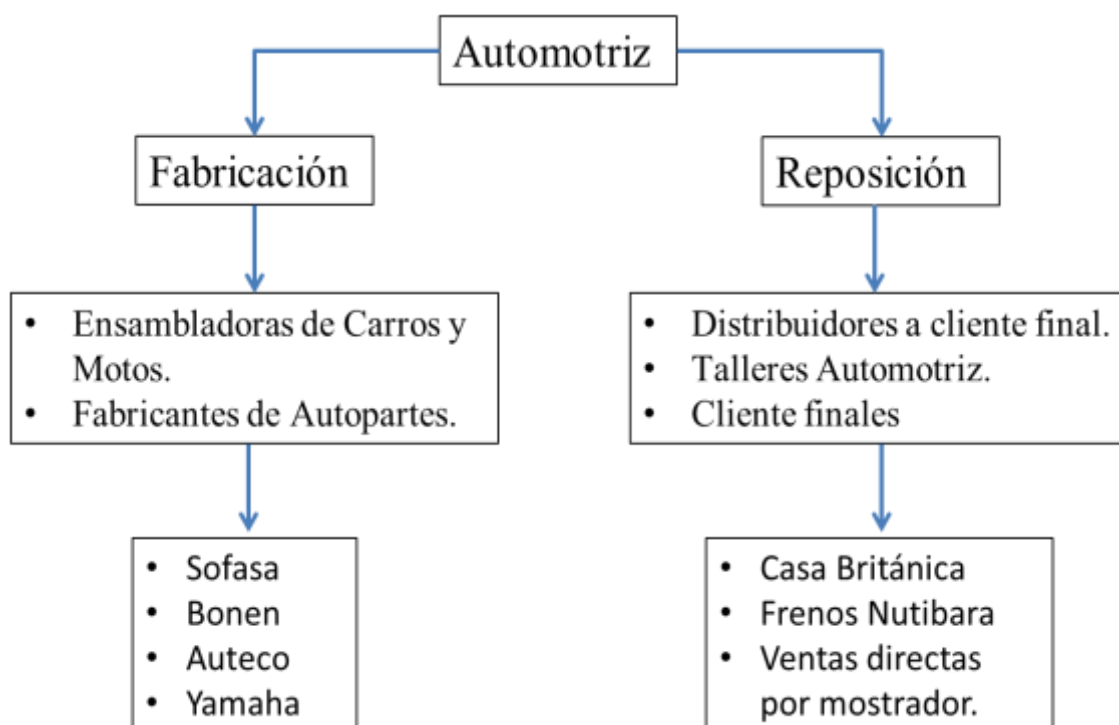 Automotriz
Fabricación
Reposición
• Ensambladoras de Carros y
Motos.
• Fabricantes de Autopartes.
• Distribuidores a cliente final.
• Talleres Automotriz.
• Cliente finales
• Sofasa
• Bonen
• Auteco
• Yamaha
• Casa Británica
• Frenos Nutibara
• Ventas directas
por mostrador.